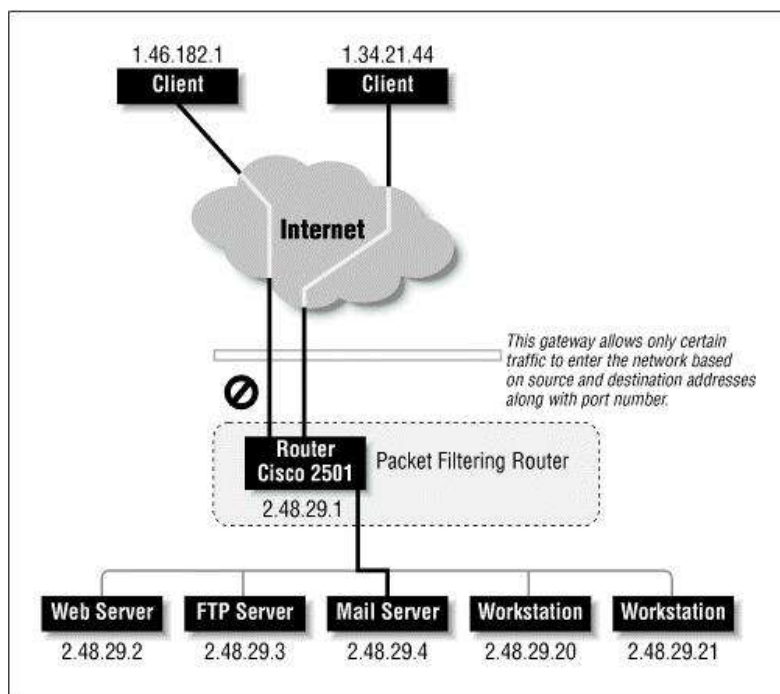 1.46.182.1
1.34.21.44
Client
Client
Internet
This gateway allows only certain
traffic to enter the network based
on source and destination addresses
along with port number.
Router
Cisco 2501
Packet Filtering Router
2.48.29.1
Web Server
FTP Server
Mail Server
Workstation
Workstation
2.48.29.2
2.48.29.3
2.48.29.4
2.48.29.20
2.48.29.21